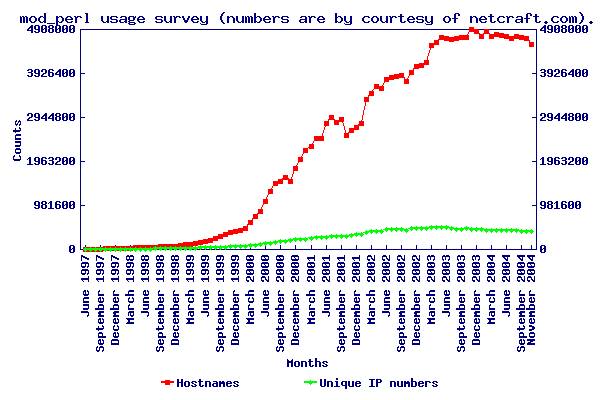 mod_perl usage survey (numbers are by courtesy of netcraft.com).
4908000 4908000
3926400 3926400
2944800 2944800
1963200 1963200
981600 981600
0 0
Counts
June 1997
September 1997
December 1997
March 1998
June 1998
September 1998
December 1998
March 1999
June 1999
September 1999
December 1999
March 2000
June 2000
September 2000
December 2000
March 2001
June 2001
September 2001
December 2001
March 2002
June 2002
September 2002
December 2002
March 2003
June 2003
September 2003
December 2003
March 2004
June 2004
September 2004
November 2004
Months
Hostnames
Unique IP numbers